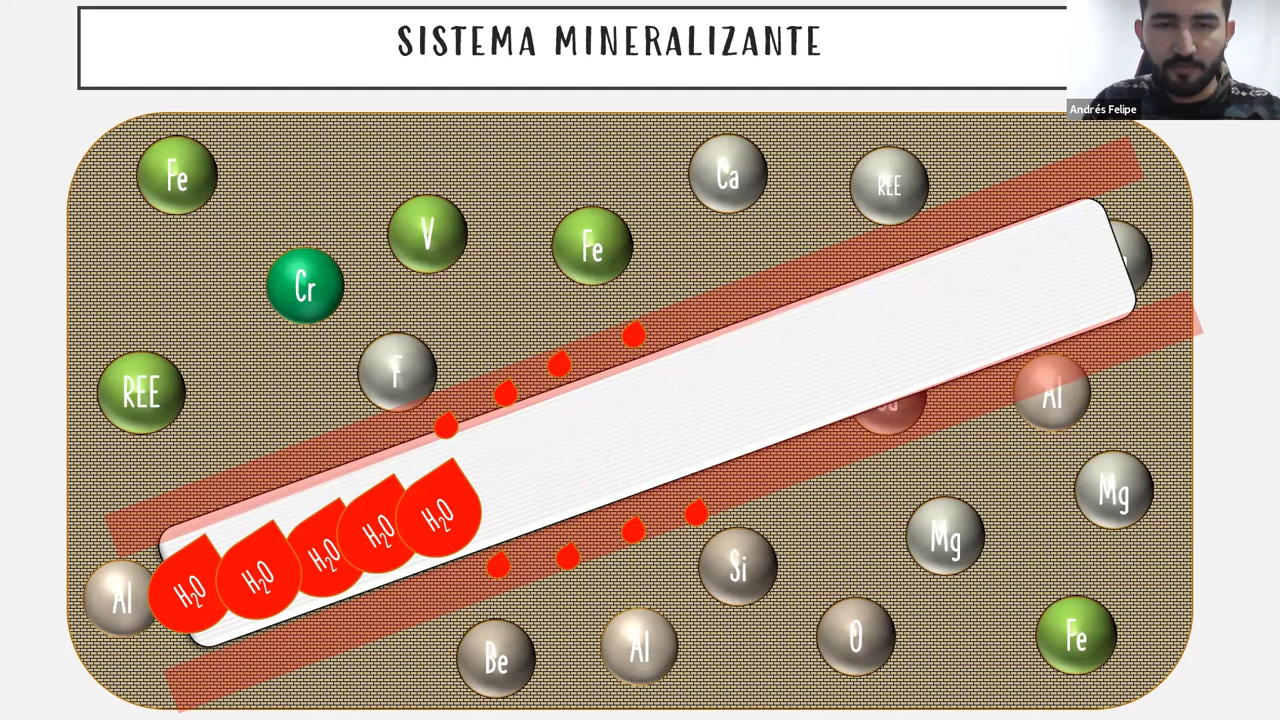 SISTEMA MINERALIZANTE
Andrés Felipe
Fe
Ca
REE
V
Fe
Cr
F
REE
Al
Mg
H₂O
H₂O
H₂O
H₂O
H₂O
Mg
Si
Al
Be
Al
O
Fe